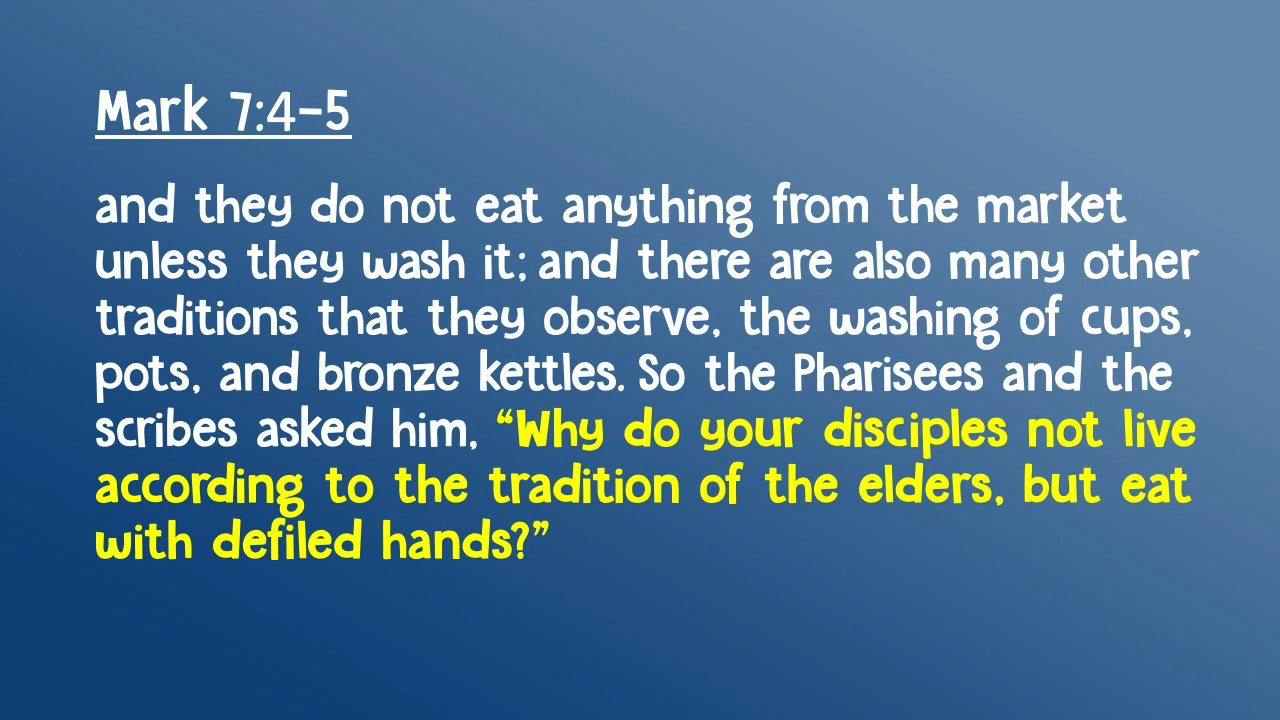 Mark 7:4-5
and they do not eat anything from the market
unless they wash it; and there are also many other
traditions that they observe, the washing of cups,
pots, and bronze kettles. So the Pharisees and the
scribes asked him, “Why do your disciples not live
according to the tradition of the elders, but eat
with defiled hands?”